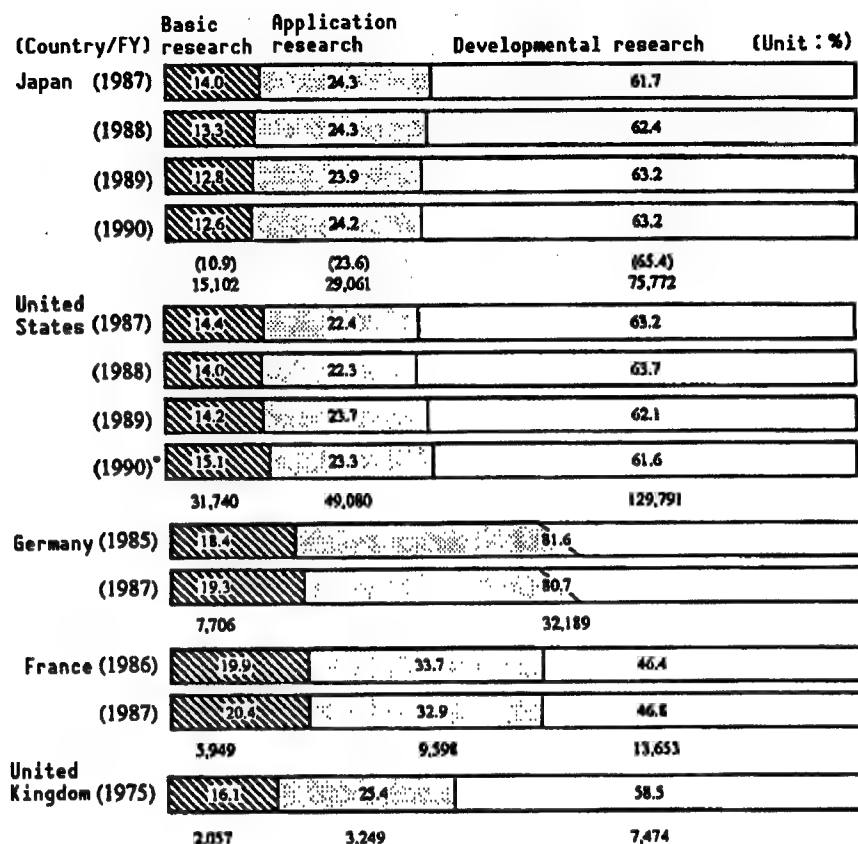 (Country/FY) Basic research Application research Developmental research (Unit : %)
Japan (1987) 14.0 24.3 61.7
(1988) 13.3 24.3 62.4
(1989) 12.8 23.9 63.2
(1990) 12.6 24.2 63.2
(10.9) (23.6) (65.4)
15,102 29,061 75,772
United
States (1987) 14.4 22.4 63.2
(1988) 14.0 22.3 63.7
(1989) 14.2 23.7 62.1
(1990)* 15.1 23.3 61.6
31,740 49,080 129,791
Germany (1985) 18.4 81.6
(1987) 19.3 80.7
7,706 32,189
France (1986) 19.9 33.7 46.4
(1987) 20.4 32.9 46.8
5,949 9,598 13,653
United
Kingdom (1975) 16.1 25.4 58.5
2,057 3,249 7,474